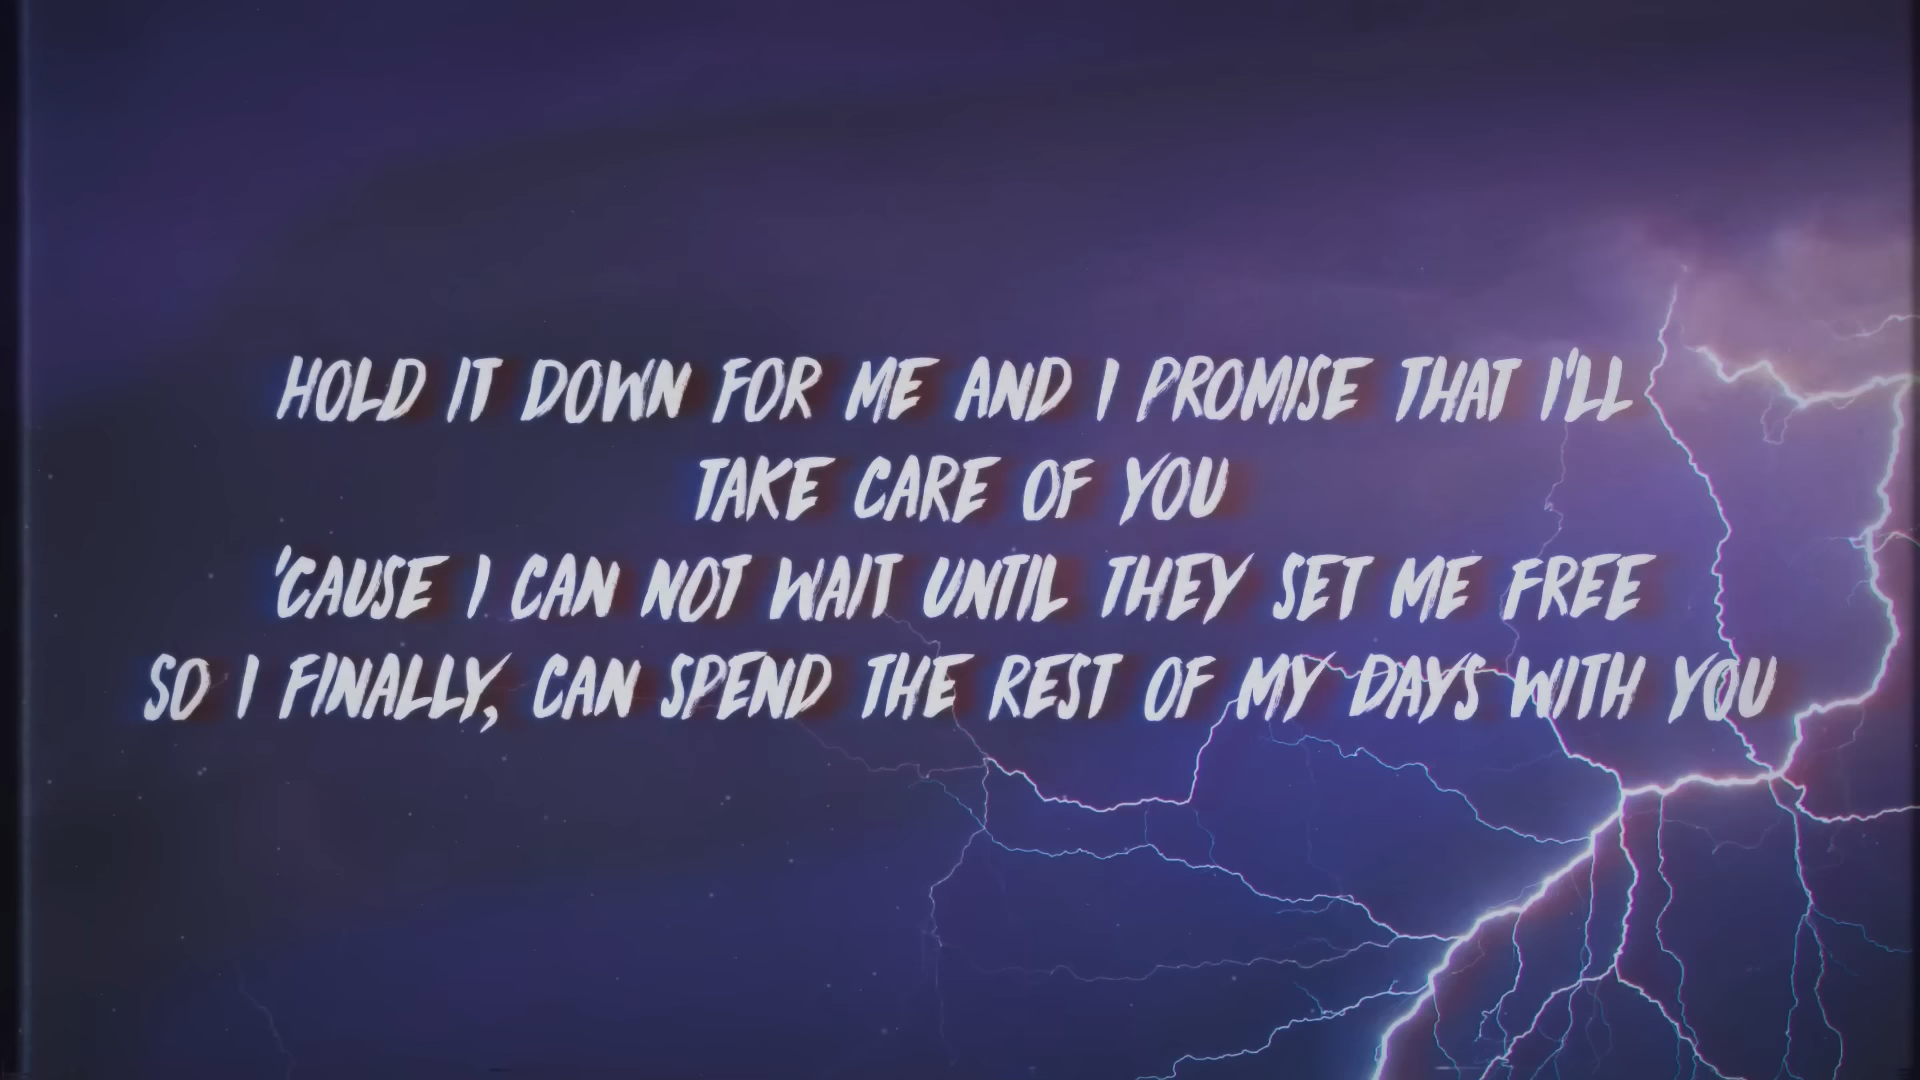 HOLD IT DOWN FOR ME AND I PROMISE THAT I'LL
TAKE CARE OF YOU
'CAUSE I CAN NOT WAIT UNTIL THEY SET ME FREE
SO I FINALLY, CAN SPEND THE REST OF MY DAYS WITH YOU